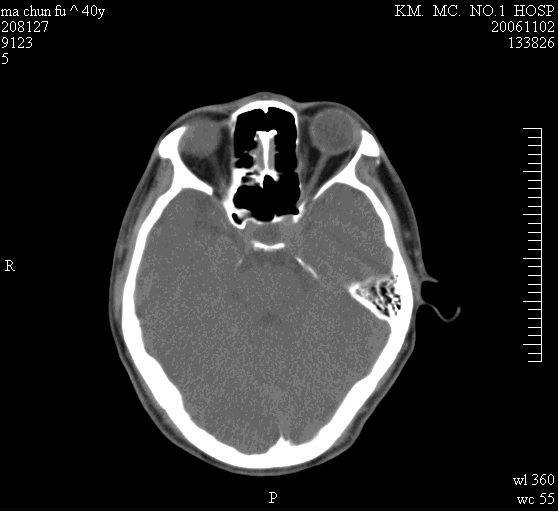 ma chun fu ^ 40y
208127
9123
5
KM. MC. NO.1 HOSP
20061102
133826
R
P
wl 360
wc 55